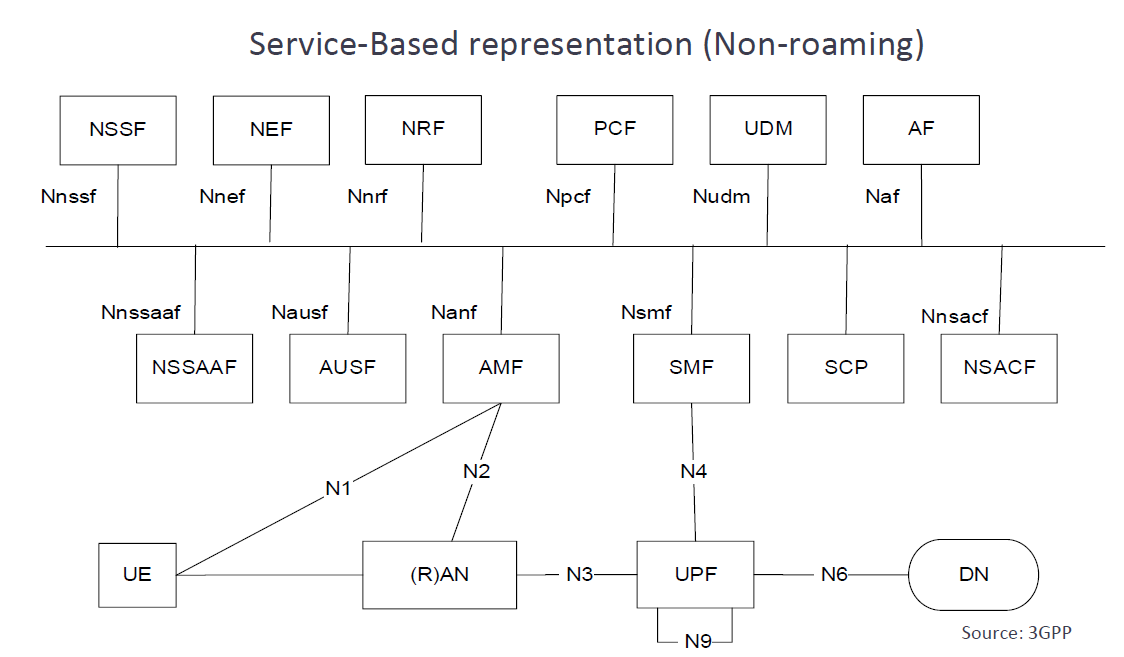 Service-Based representation (Non-roaming)
NSSF NEF NRF PCF UDM AF
Nnssf Nnef Nnrf Npcf Nudm Naf
Nnssaaf Nausf Nanf Nsmf Nnsacf
NSSAAF AUSF AMF SMF SCP NSACF
N1 N2 N4
UE (R)AN N3 UPF N6 DN
N9
Source: 3GPP